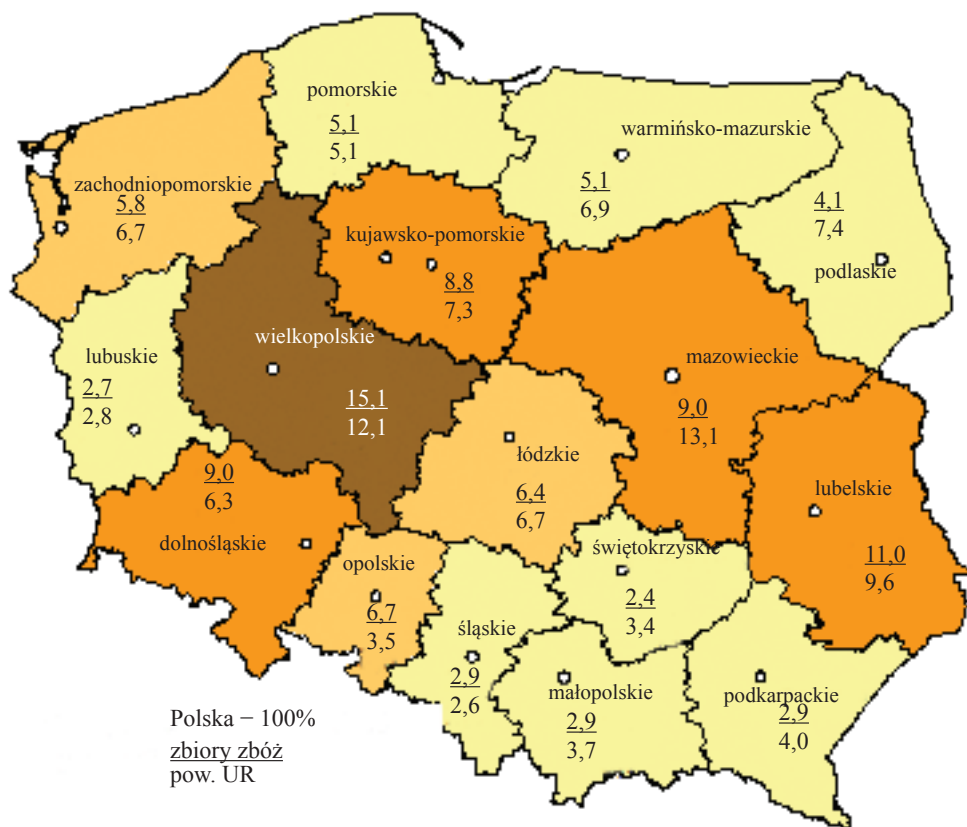 pomorskie
5,1
5,1
warmińsko-mazurskie
5,1
6,9
zachodniopomorskie
5,8
6,7
4,1
7,4
podlaskie
kujawsko-pomorskie
8,8
7,3
wielkopolskie
15,1
12,1
lubuskie
2,7
2,8
mazowieckie
9,0
13,1
łódzkie
6,4
6,7
lubelskie
11,0
9,6
9,0
6,3
dolnośląskie
opolskie
6,7
3,5
świętokrzyskie
2,4
3,4
śląskie
2,9
2,6
małopolskie
2,9
3,7
podkarpackie
2,9
4,0
Polska − 100%
zbiory zbóż
pow. UR